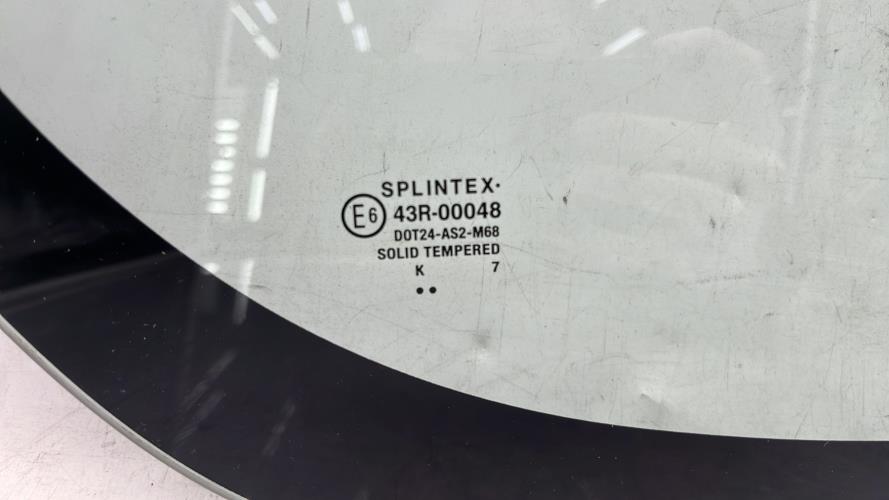 SPLINTEX·
E6 43R-00048
DOT24-AS2-M68
SOLID TEMPERED
K 7
••